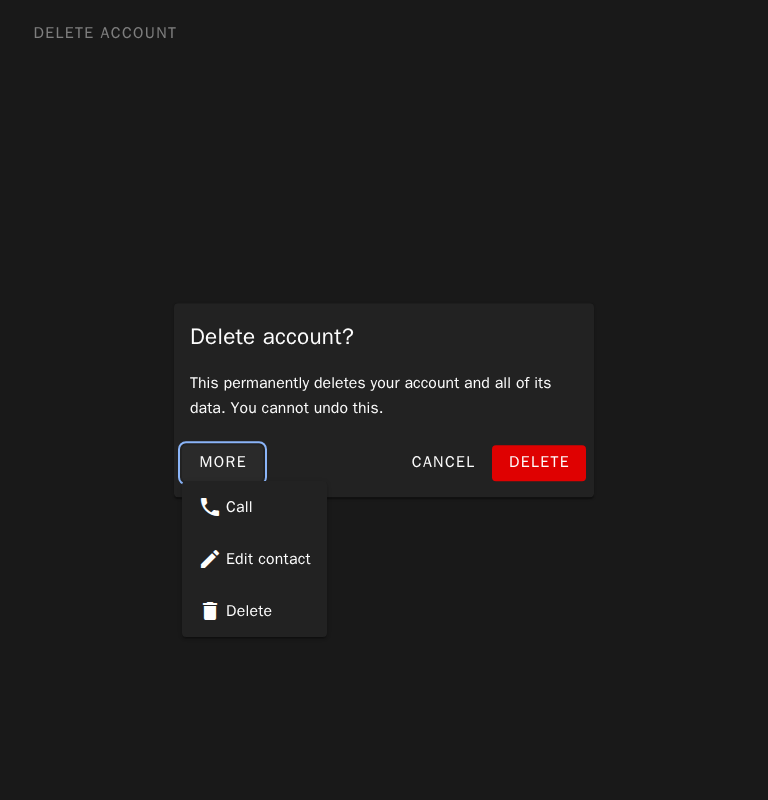 DELETE ACCOUNT
Delete account?
This permanently deletes your account and all of its
data. You cannot undo this.
MORE CANCEL DELETE
Call
Edit contact
Delete